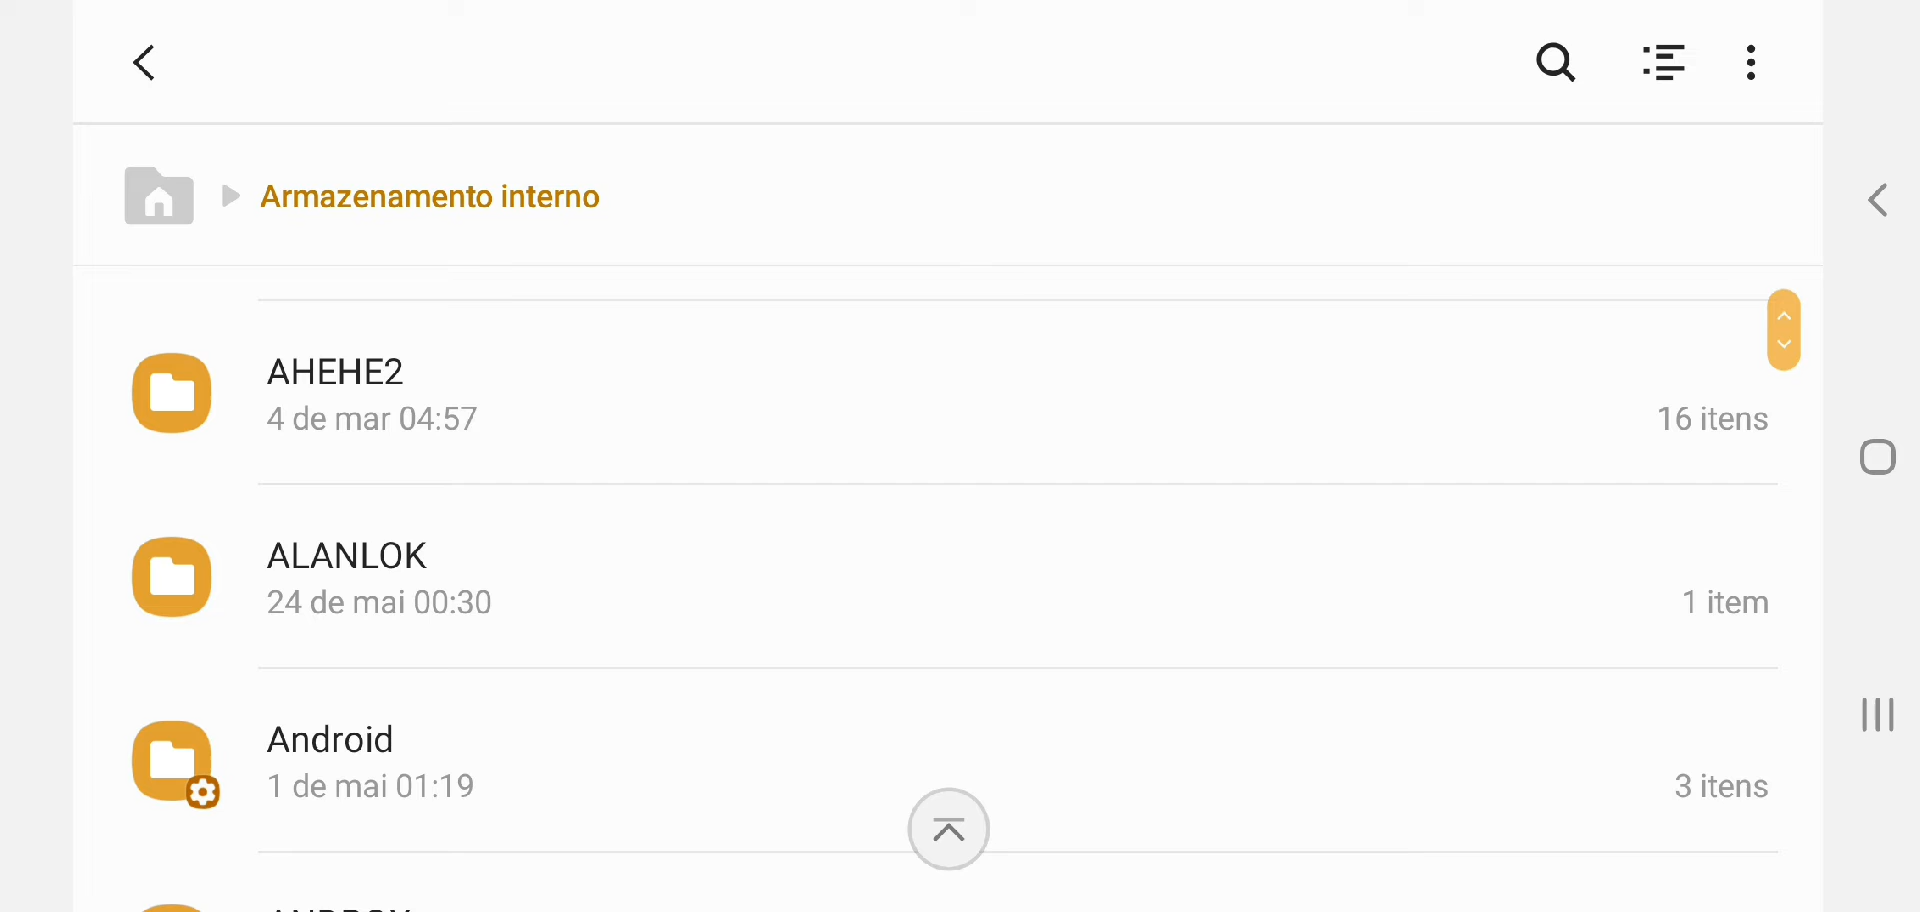 Armazenamento interno
AHEHE2
4 de mar 04:57
16 itens
ALANLOK
24 de mai 00:30
1 item
Android
1 de mai 01:19
3 itens